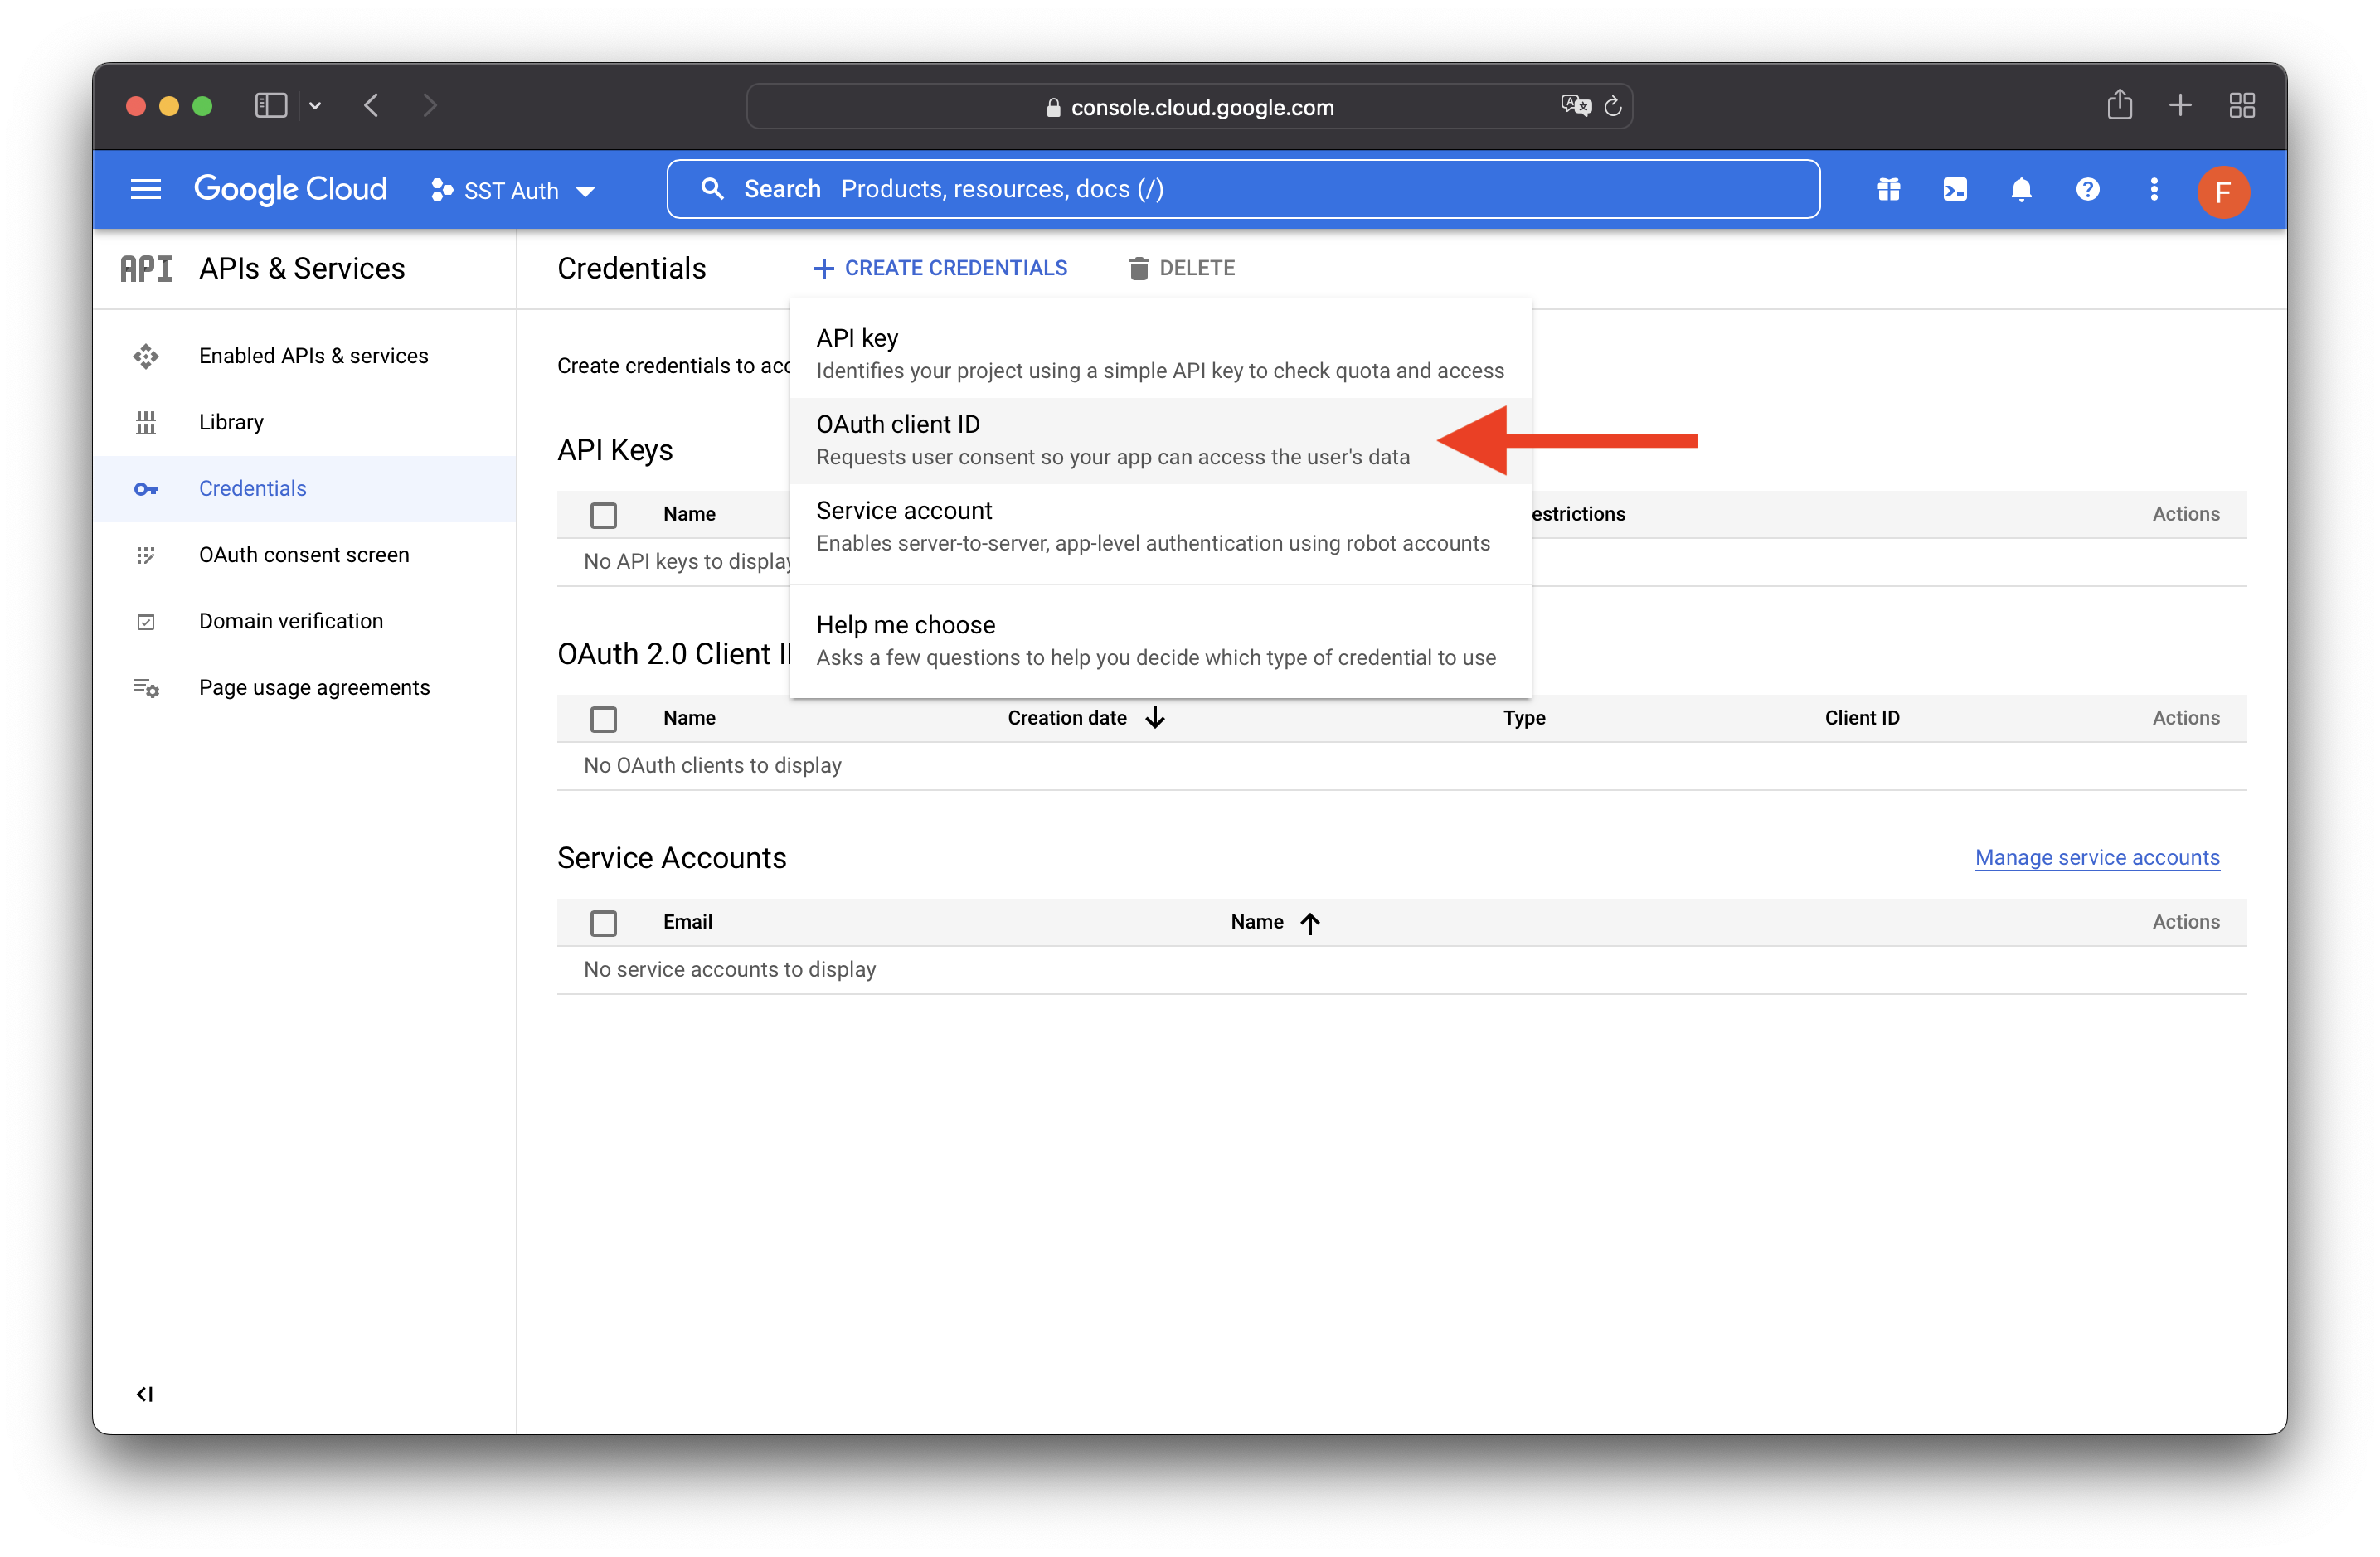 console.cloud.google.com
Google Cloud
SST Auth
Search Products, resources, docs (/)
F
API APIs & Services
Credentials
CREATE CREDENTIALS
DELETE
Enabled APIs & services
Library
Credentials
OAuth consent screen
Domain verification
Page usage agreements
Create credentials to acc
API key
Identifies your project using a simple API key to check quota and access
OAuth client ID
Requests user consent so your app can access the user's data
Service account
Enables server-to-server, app-level authentication using robot accounts
Help me choose
Asks a few questions to help you decide which type of credential to use
API Keys
Name estrictions Actions
No API keys to display
OAuth 2.0 Client I
Name Creation date Type Client ID Actions
No OAuth clients to display
Service Accounts
Manage service accounts
Email Name Actions
No service accounts to display